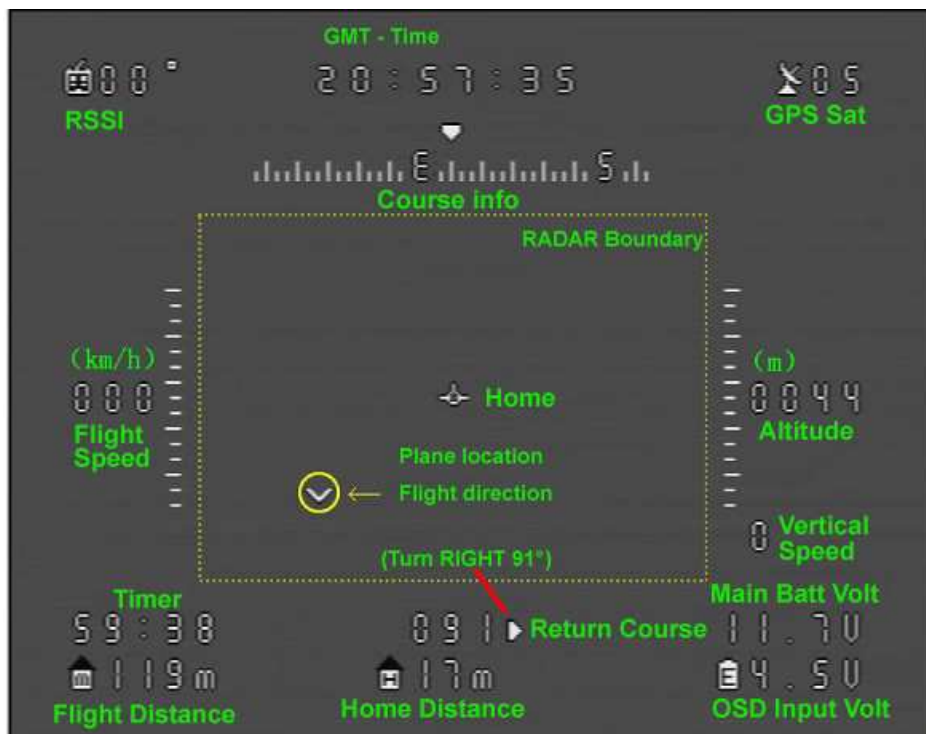 GMT - Time
00
20:57:35
05
RSSI
GPS Sat
E S
Course info
RADAR Boundary
(km/h)
(m)
000
Home
0044
Flight
Speed
Altitude
Plane location
Flight direction
0
Vertical
Speed
(Turn RIGHT 91°)
Timer
Main Batt Volt
59:38
091
Return Course
11.7V
m 119m
H 17m
E 4.5V
Flight Distance
Home Distance
OSD Input Volt